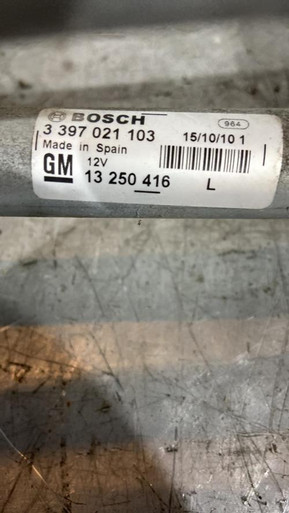 BOSCH
964
3 397 021 103
15/10/10 1
Made in Spain
12V
GM
13 250 416
L